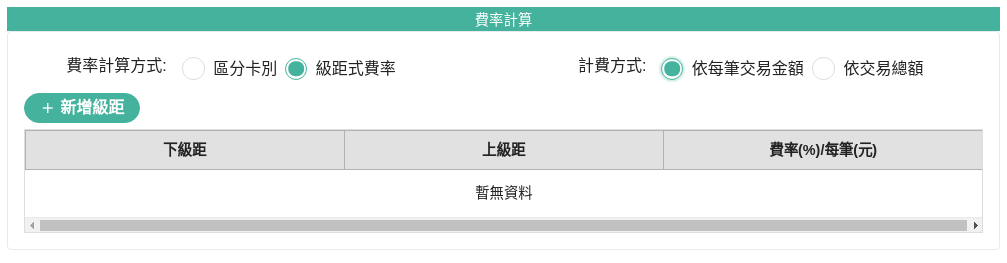 費率計算
費率計算方式: 區分卡別 級距式費率 計費方式: 依每筆交易金額 依交易總額
+ 新增級距
下級距 上級距 費率(%)/每筆(元)
暫無資料